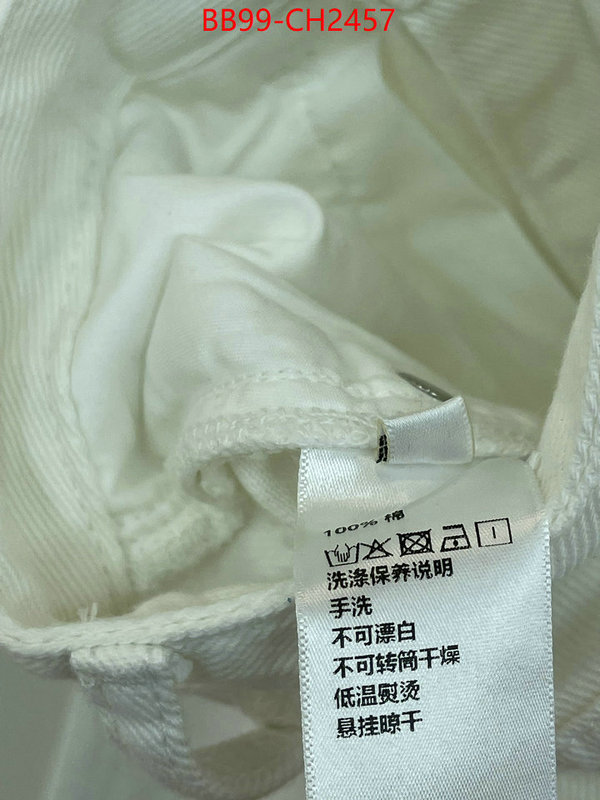 BB99-CH2457
100% 棉
洗涤保养说明
手洗
不可漂白
不可转筒干燥
低温熨烫
悬挂晾干